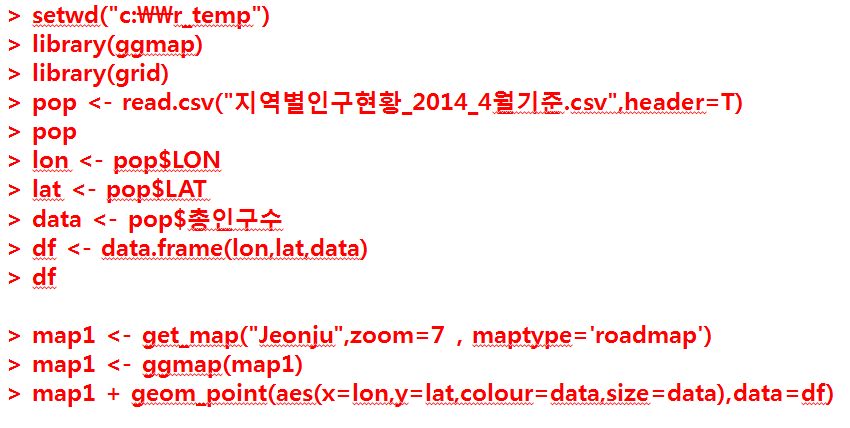 > setwd("c:₩₩r_temp")
> library(ggmap)
> library(grid)
> pop <- read.csv("지역별인구현황_2014_4월기준.csv",header=T)
> pop
> lon <- pop$LON
> lat <- pop$LAT
> data <- pop$총인구수
> df <- data.frame(lon,lat,data)
> df
> map1 <- get_map("Jeonju",zoom=7 , maptype='roadmap')
> map1 <- ggmap(map1)
> map1 + geom_point(aes(x=lon,y=lat,colour=data,size=data),data=df)